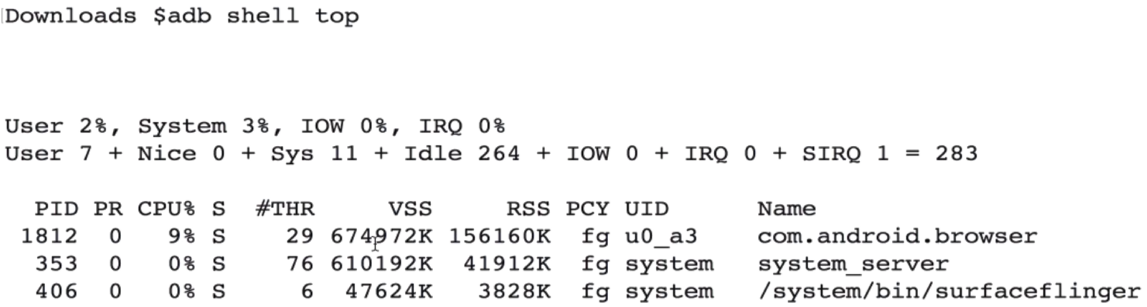 Downloads $adb shell top
User 2%, System 3%, IOW 0%, IRQ 0%
User 7 + Nice 0 + Sys 11 + Idle 264 + IOW 0 + IRQ 0 + SIRQ 1 = 283
PID PR CPU% S #THR VSS RSS PCY UID Name
1812 0 9% S 29 674972K 156160K fg u0_a3 com.android.browser
353 0 0% S 76 610192K 41912K fg system system_server
406 0 0% S 6 47624K 3828K fg system /system/bin/surfaceflinger